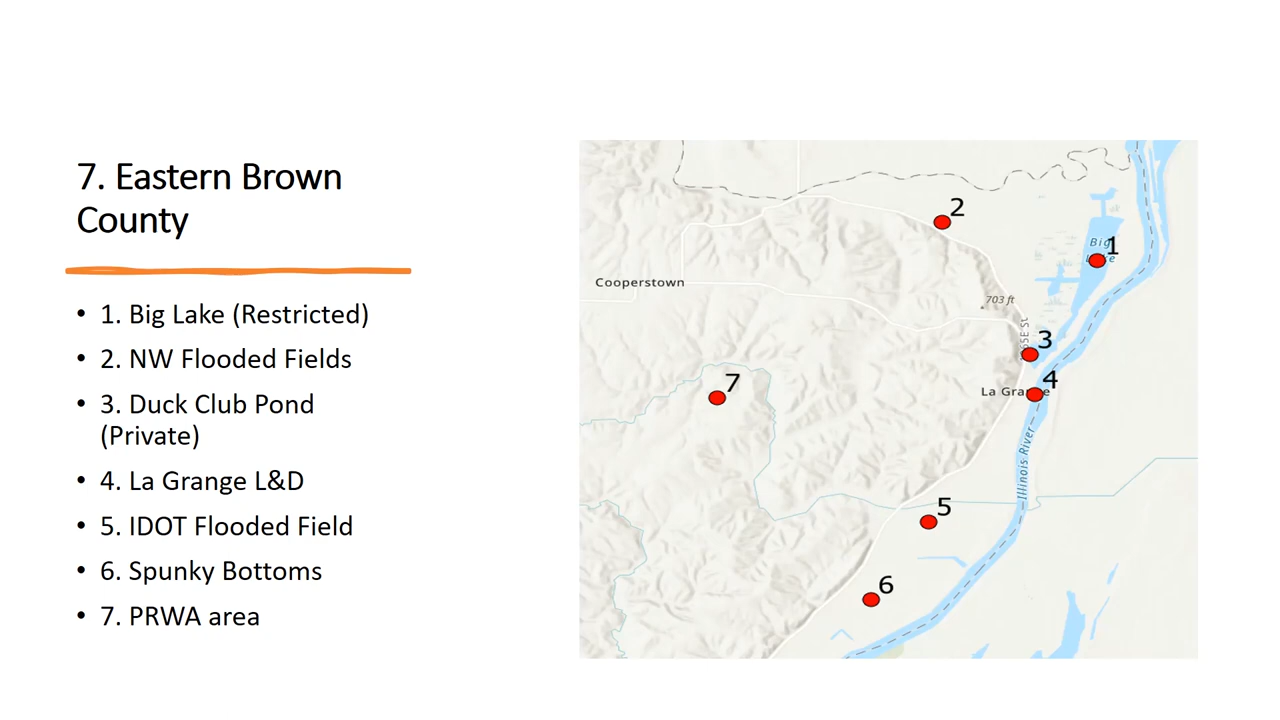 7. Eastern Brown
County
• 1. Big Lake (Restricted)
• 2. NW Flooded Fields
• 3. Duck Club Pond
(Private)
• 4. La Grange L&D
• 5. IDOT Flooded Field
• 6. Spunky Bottoms
• 7. PRWA area
2
Big
1
Cooperstown
703 ft
3
7
4
La Grange
Illinois River
5
6